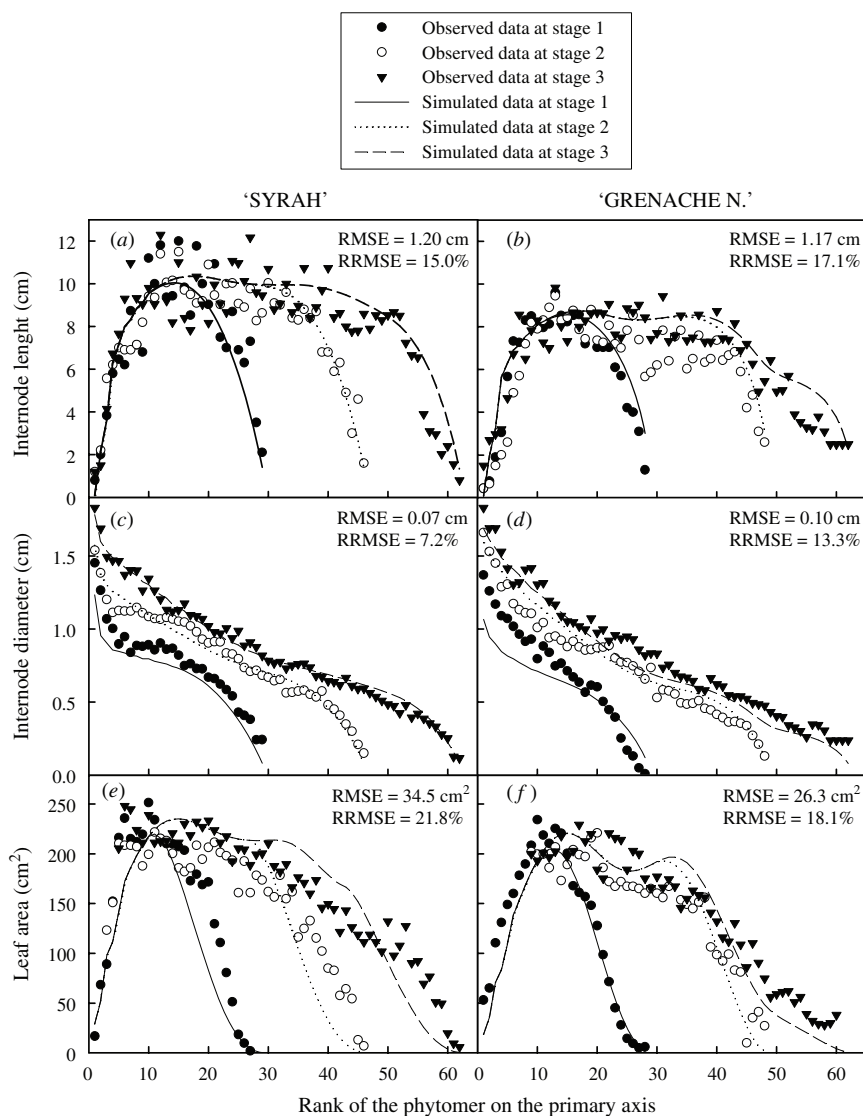 Observed data at stage 1
Observed data at stage 2
Observed data at stage 3
Simulated data at stage 1
Simulated data at stage 2
Simulated data at stage 3
‘SYRAH’
‘GRENACHE N.’
Internode lenght (cm)
12
10
8
6
4
2
0
(a)
RMSE = 1.20 cm
RRMSE = 15.0%
(b)
RMSE = 1.17 cm
RRMSE = 17.1%
Internode diameter (cm)
1.5
1.0
0.5
0.0
(c)
RMSE = 0.07 cm
RRMSE = 7.2%
(d)
RMSE = 0.10 cm
RRMSE = 13.3%
Leaf area (cm²)
250
200
150
100
50
0
(e)
RMSE = 34.5 cm²
RRMSE = 21.8%
(f)
RMSE = 26.3 cm²
RRMSE = 18.1%
0 10 20 30 40 50 60
0 10 20 30 40 50 60
Rank of the phytomer on the primary axis